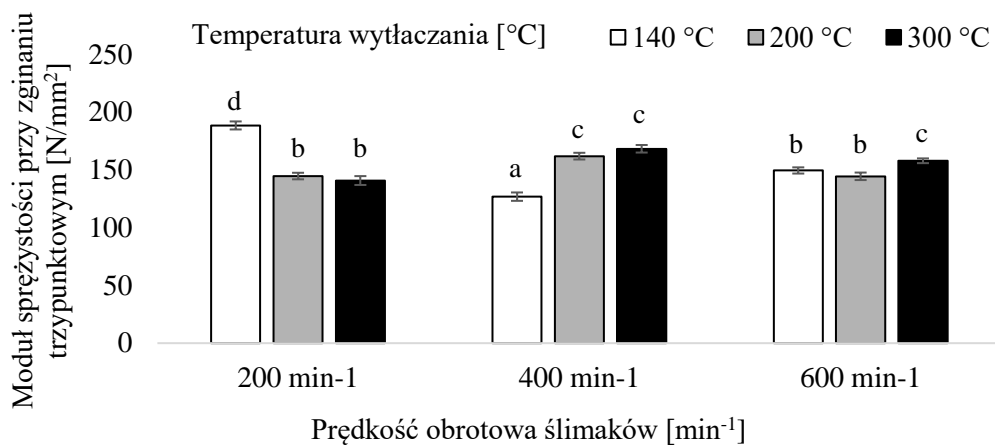 Temperatura wytłaczania [°C] 140 °C 200 °C 300 °C
Moduł sprężystości przy zginaniu
trzypunktowym [N/mm²]
250
200
150
100
50
0
d b b
a c c
b b c
200 min-1 400 min-1 600 min-1
Prędkość obrotowa ślimaków [min⁻¹]